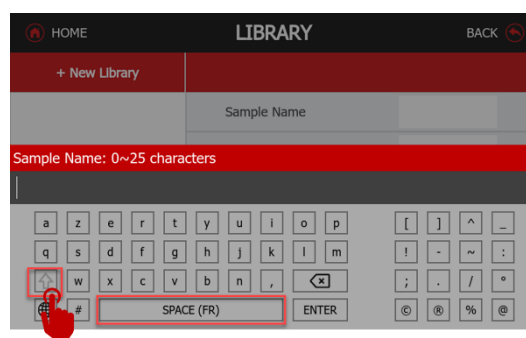 HOME LIBRARY BACK
+ New Library
Sample Name
Sample Name: 0~25 characters
a z e r t y u i o p [ ] ^ _
q s d f g h j k l m ! - ~ :
w x c v b n , ; . / °
# SPACE (FR) ENTER © ® % @